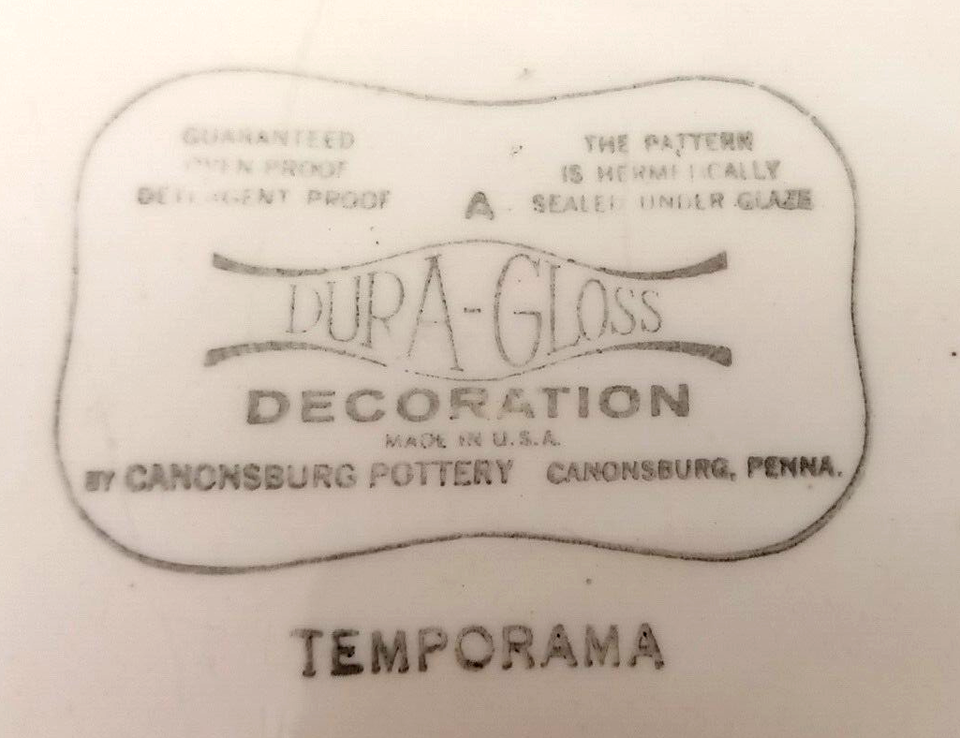 GUARANTEED
OVEN PROOF
DETERGENT PROOF
THE PATTERN
IS HERMETICALLY
SEALED UNDER GLAZE
A
DURA-GLOSS
DECORATION
MADE IN U.S.A.
BY CANONSBURG POTTERY CANONSBURG, PENNA.
TEMPORAMA